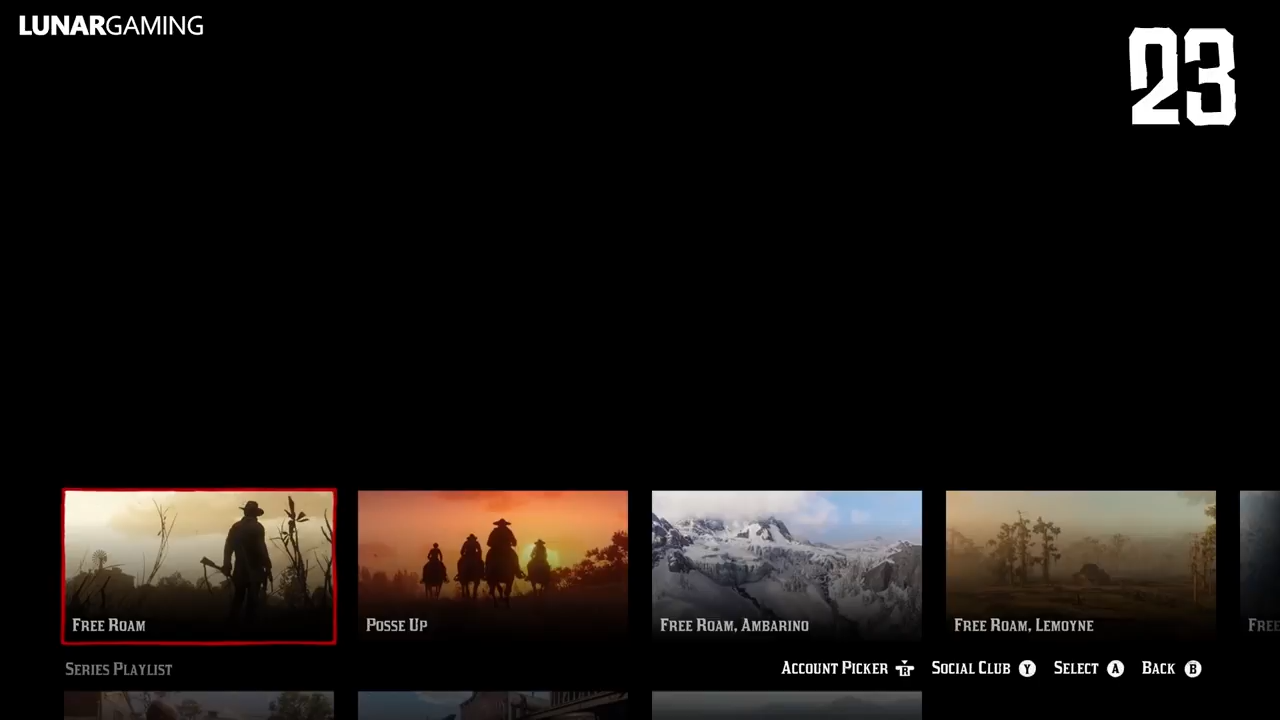 LUNARGAMING
23
FREE ROAM
POSSE UP
FREE ROAM, AMBARINO
FREE ROAM, LEMOYNE
FREE
SERIES PLAYLIST
ACCOUNT PICKER R
SOCIAL CLUB Y
SELECT A
BACK B